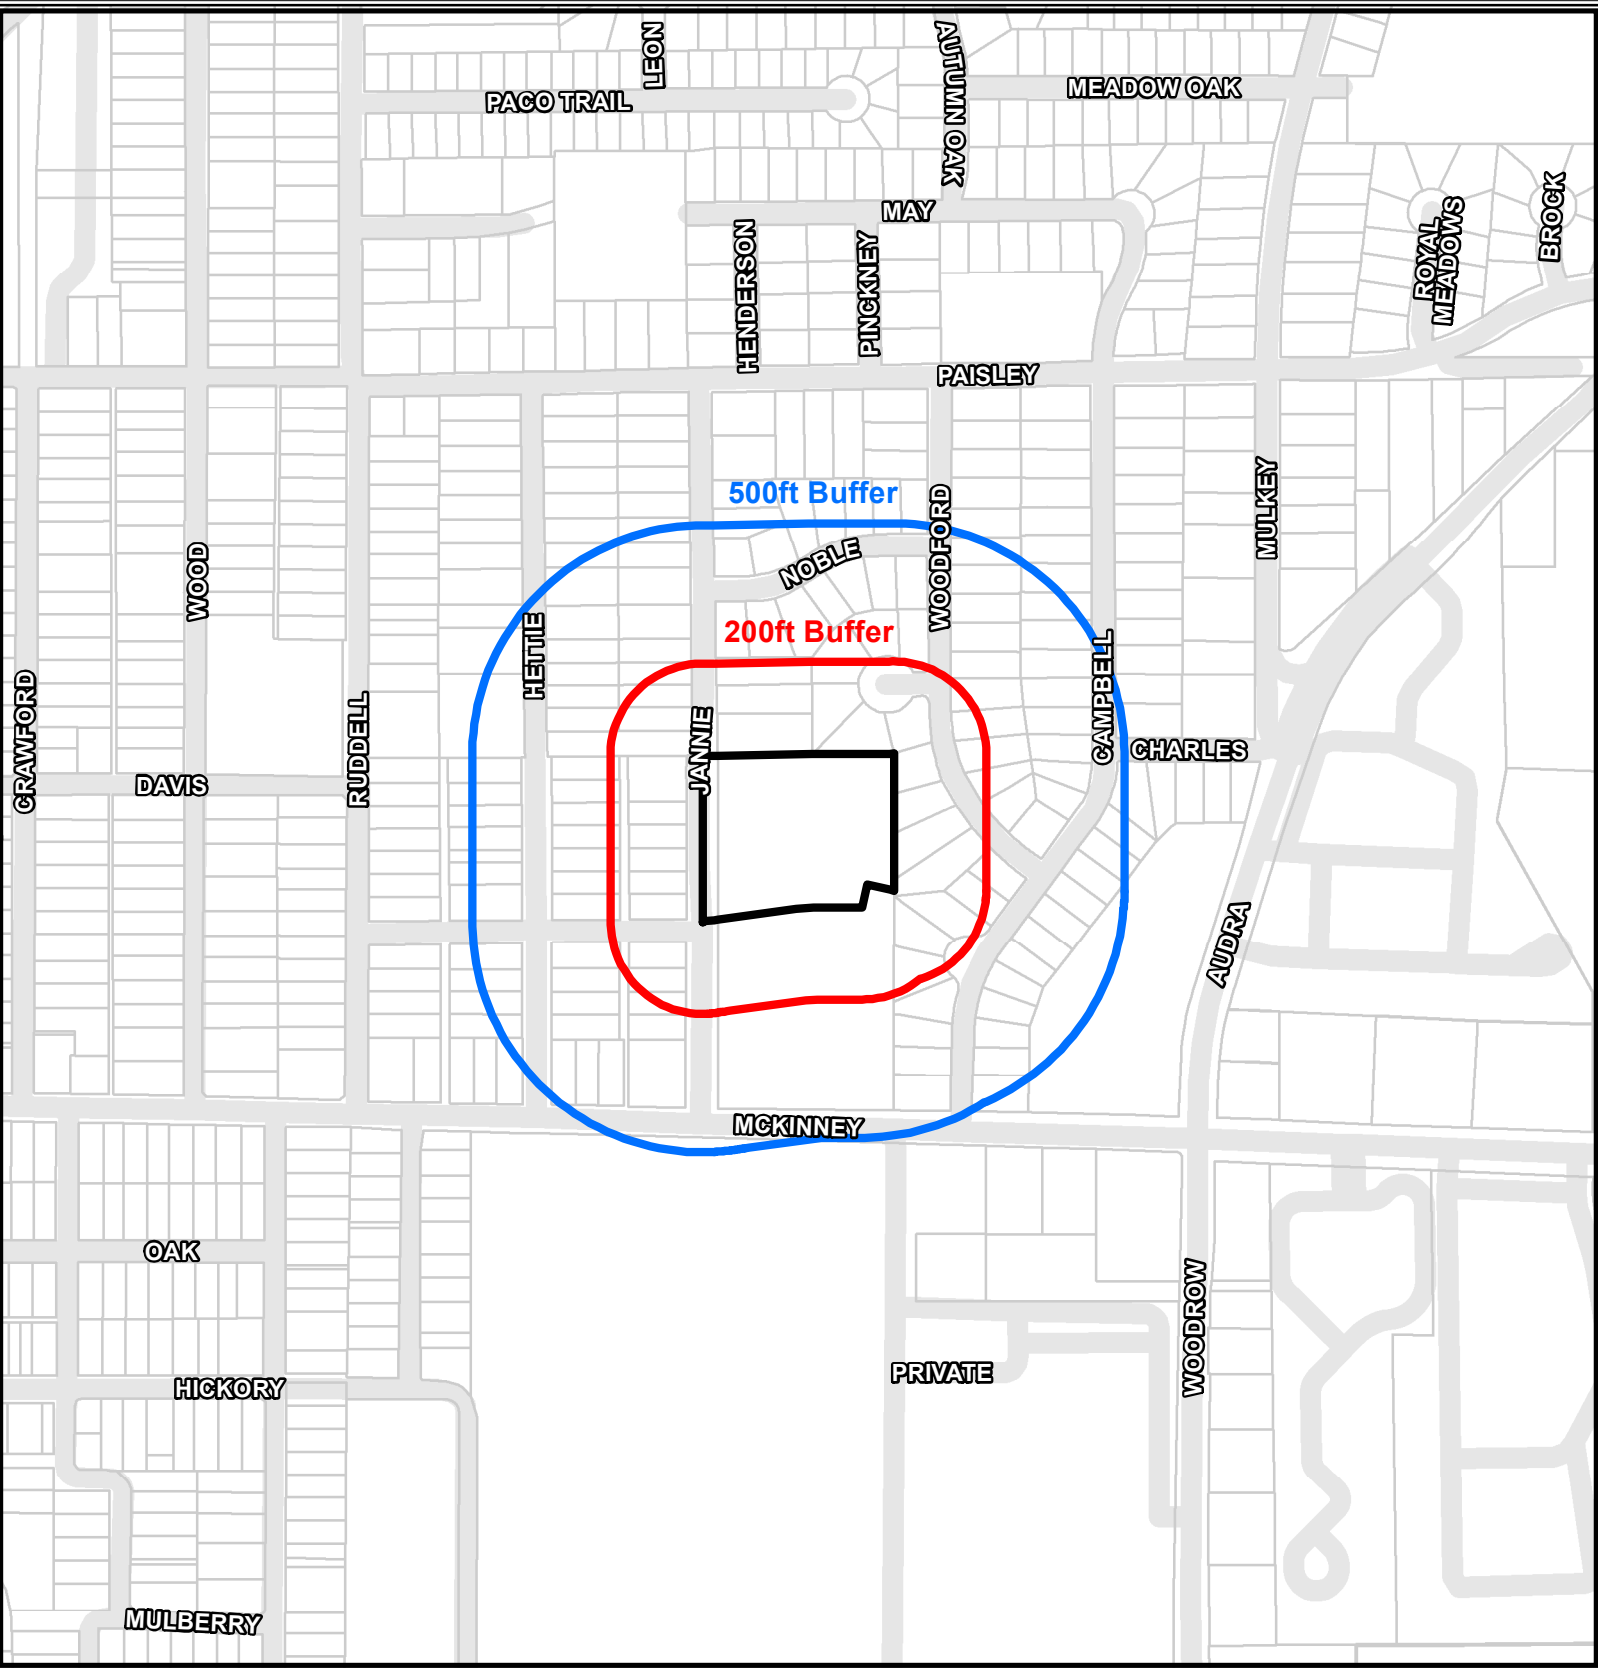 LEON
AUTUMN OAK
MEADOW OAK
PACO TRAIL
MAY
HENDERSON
PINCKNEY
ROYAL
MEADOWS
BROCK
PAISLEY
500ft Buffer
WOODFORD
MULKEY
NOBLE
WOOD
HETTIE
200ft Buffer
CAMPBELL
CRAWFORD
RUDDELL
JANNIE
CHARLES
DAVIS
AUDRA
MCKINNEY
OAK
WOODROW
PRIVATE
HICKORY
MULBERRY